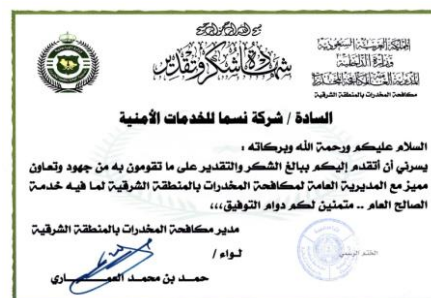 بسم الله الرحمن الرحيم
المملكة العربية السعودية
وزارة الداخلية
المديرية العامة لمكافحة المخدرات
مكافحة المخدرات بالمنطقة الشرقية
شهادة شكر وتقدير
السادة / شركة نسما للخدمات الأمنية
السلام عليكم ورحمة الله وبركاته ،
يسرني أن أتقدم إليكم ببالغ الشكر والتقدير على ما تقومون به من جهود وتعاون
مميز مع المديرية العامة لمكافحة المخدرات بالمنطقة الشرقية لما فيه خدمة
الصالح العام .. متمنين لكم دوام التوفيق ،،،
مدير مكافحة المخدرات بالمنطقة الشرقية
لواء /
حمد بن محمد العمـــاري
الختم الرسمي